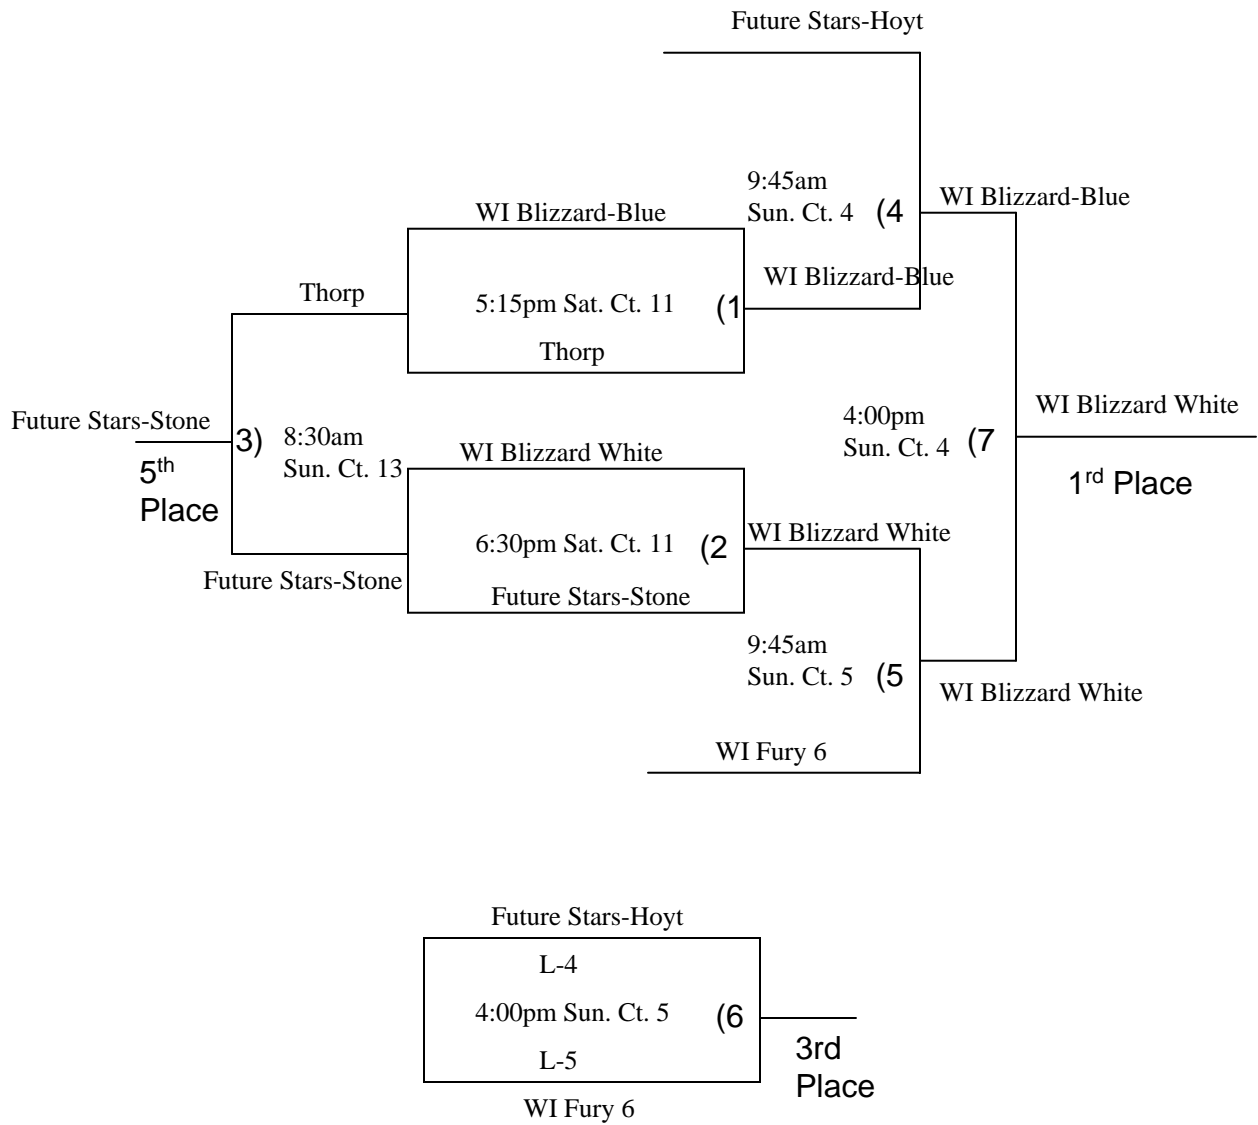 Future Stars-Hoyt
9:45am
Sun. Ct. 4 (4
WI Blizzard-Blue
WI Blizzard-Blue
WI Blizzard-Blue
Thorp
5:15pm Sat. Ct. 11 (1
Thorp
Future Stars-Stone
3) 8:30am
Sun. Ct. 13
5th
Place
WI Blizzard White
4:00pm
Sun. Ct. 4 (7
WI Blizzard White
1rd Place
6:30pm Sat. Ct. 11 (2
WI Blizzard White
Future Stars-Stone
Future Stars-Stone
9:45am
Sun. Ct. 5 (5
WI Blizzard White
WI Fury 6
Future Stars-Hoyt
L-4
4:00pm Sun. Ct. 5 (6
L-5
3rd
Place
WI Fury 6